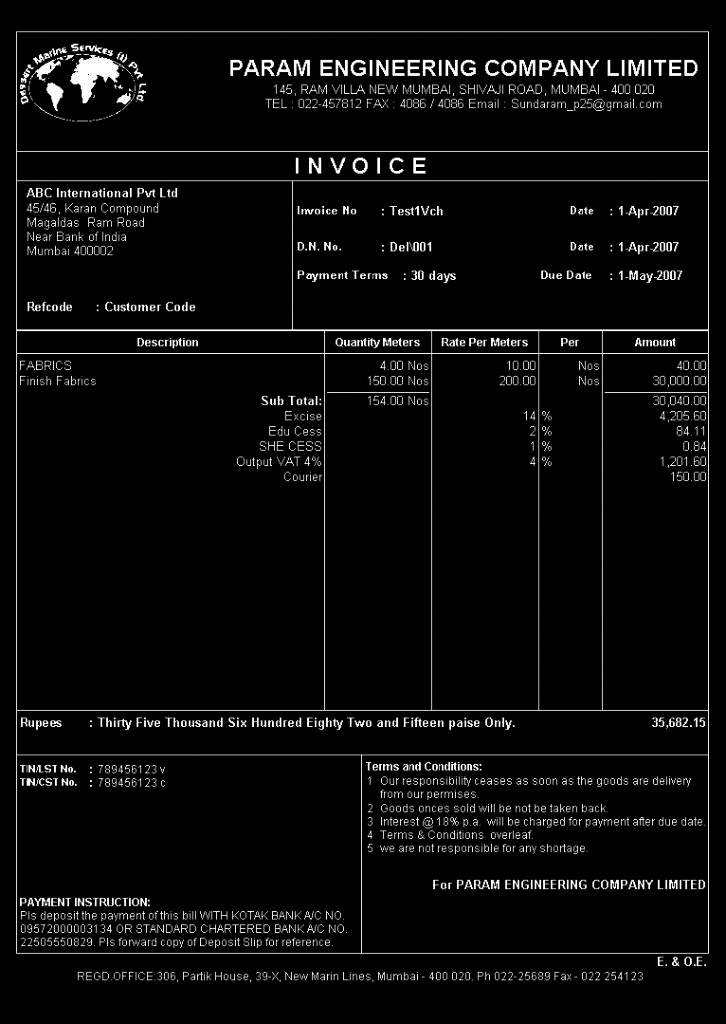 Dessert Marine Services (I) Pvt Ltd
PARAM ENGINEERING COMPANY LIMITED
145, RAM VILLA NEW MUMBAI, SHIVAJI ROAD, MUMBAI - 400 020
TEL : 022-457812 FAX : 4086 / 4086 Email : Sundaram_p25@gmail.com
INVOICE
ABC International Pvt Ltd
45/46, Karan Compound
Magaldas Ram Road
Near Bank of India
Mumbai 400002
Refcode : Customer Code
Invoice No : Test1Vch Date : 1-Apr-2007
D.N. No. : Del\001 Date : 1-Apr-2007
Payment Terms : 30 days Due Date : 1-May-2007
Description Quantity Meters Rate Per Meters Per Amount
FABRICS 4.00 Nos 10.00 Nos 40.00
Finish Fabrics 150.00 Nos 200.00 Nos 30,000.00
Sub Total: 154.00 Nos 30,040.00
Excise 14 % 4,205.60
Edu Cess 2 % 84.11
SHE CESS 1 % 0.84
Output VAT 4% 4 % 1,201.60
Courier 150.00
Rupees : Thirty Five Thousand Six Hundred Eighty Two and Fifteen paise Only. 35,682.15
TIN/LST No. : 789456123 v
TIN/CST No. : 789456123 c
PAYMENT INSTRUCTION:
Pls deposit the payment of this bill WITH KOTAK BANK A/C NO.
09572000003134 OR STANDARD CHARTERED BANK A/C NO.
22505550829. Pls forward copy of Deposit Slip for reference.
Terms and Conditions:
1 Our responsibility ceases as soon as the goods are delivery
from our permises.
2 Goods onces sold will be not be taken back.
3 Interest @ 18% p.a. will be charged for payment after due date.
4 Terms & Conditions overleaf.
5 we are not responsible for any shortage.
For PARAM ENGINEERING COMPANY LIMITED
E. & O.E.
REGD.OFFICE:306, Partik House, 39-X, New Marin Lines, Mumbai - 400 020. Ph 022-25689 Fax - 022 254123